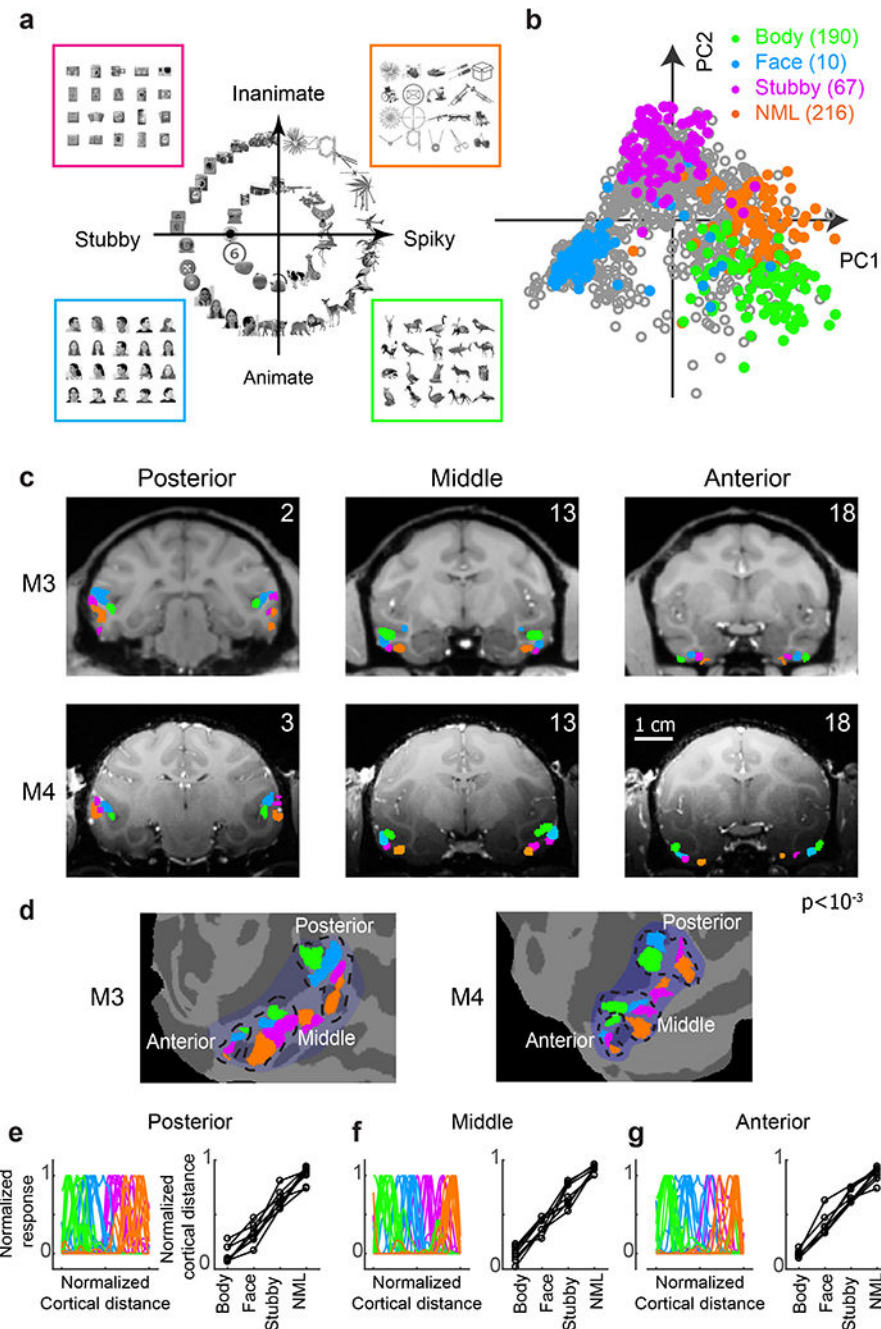 a
Inanimate
Stubby
Spiky
Animate
6
b
PC2
Body (190)
Face (10)
Stubby (67)
NML (216)
PC1
c
Posterior
Middle
Anterior
M3
2
13
18
M4
3
13
18
1 cm
p<10-3
d
M3
Posterior
Anterior
Middle
M4
Posterior
Anterior
Middle
e
Posterior
f
Middle
g
Anterior
Normalized
response
1
0
Normalized
Cortical distance
Normalized
cortical distance
1
0
Body
Face
Stubby
NML
1
0
Normalized
Cortical distance
1
0
Body
Face
Stubby
NML
1
0
Normalized
Cortical distance
1
0
Body
Face
Stubby
NML